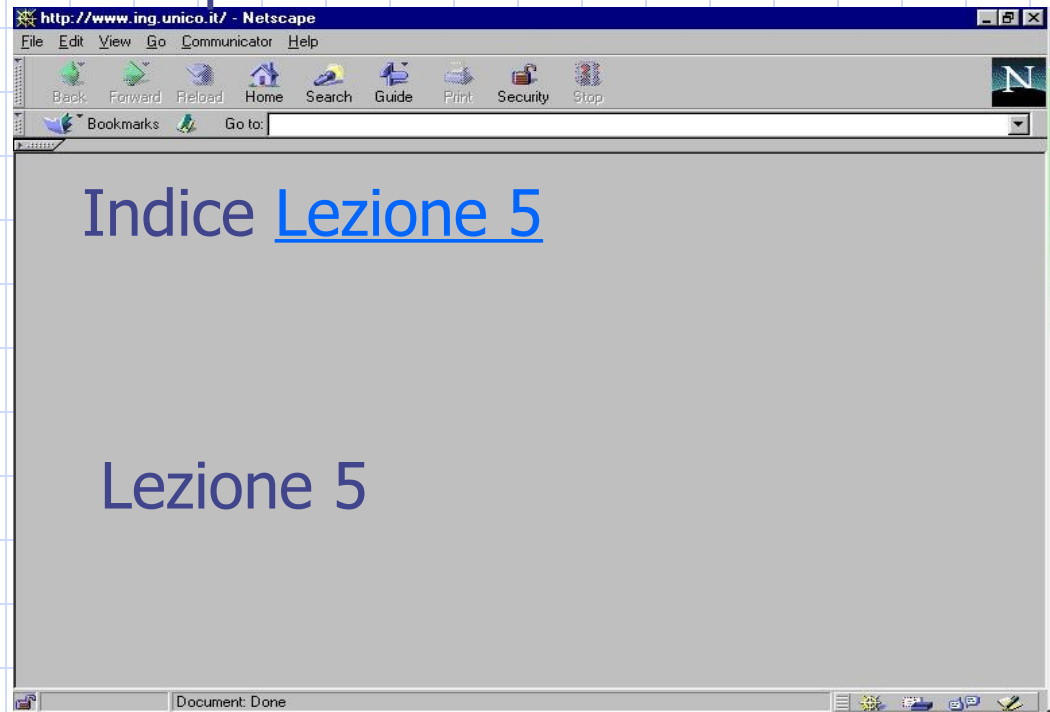 http://www.ing.unico.it/ - Netscape
File Edit View Go Communicator Help
Back Forward Reload Home Search Guide Print Security Stop
N
Bookmarks Go to:
Indice Lezione 5
Lezione 5
Document: Done